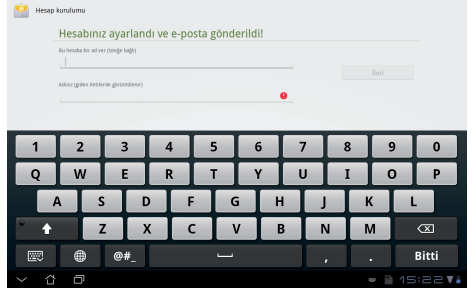 Hesap kurulumu
Hesabınız ayarlandı ve e-posta gönderildi!
Bu hesaba bir ad ver (isteğe bağlı)
İleri
Adınız (giden iletilerde görüntülenir)
1 2 3 4 5 6 7 8 9 0
Q W E R T Y U I O P
A S D F G H J K L
Z X C V B N M
@#_ , . Bitti
15:22